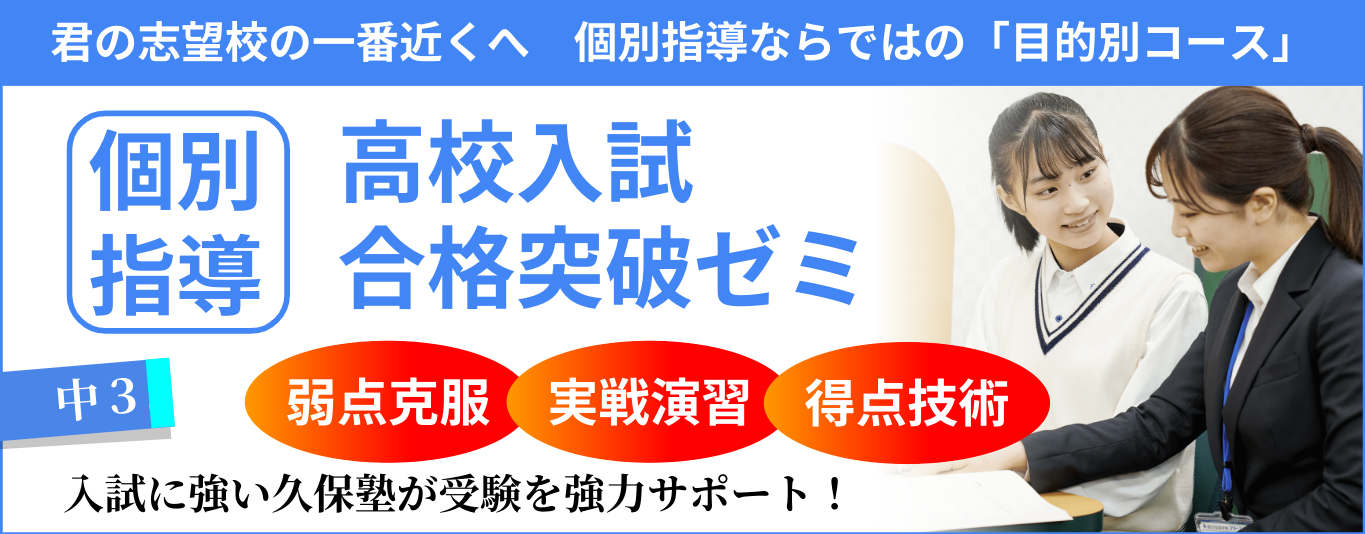 君の志望校の一番近くへ　個別指導ならではの「目的別コース」
個別
指導
高校入試
合格突破ゼミ
中３
弱点克服 実戦演習 得点技術
入試に強い久保塾が受験を強力サポート！